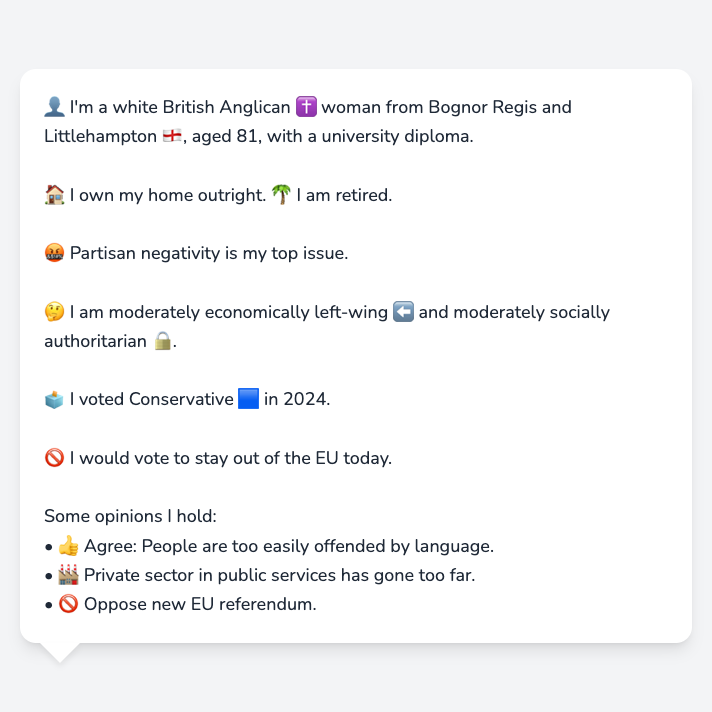 👤 I'm a white British Anglican ✝️ woman from Bognor Regis and
Littlehampton 🏴󠁧󠁢󠁥󠁮󠁧󠁿, aged 81, with a university diploma.
🏠 I own my home outright. 🌴 I am retired.
🤬 Partisan negativity is my top issue.
🤔 I am moderately economically left-wing ⬅️ and moderately socially
authoritarian 🔒.
🗳️ I voted Conservative 🟦 in 2024.
🚫 I would vote to stay out of the EU today.
Some opinions I hold:
• 👍 Agree: People are too easily offended by language.
• 🏭 Private sector in public services has gone too far.
• 🚫 Oppose new EU referendum.